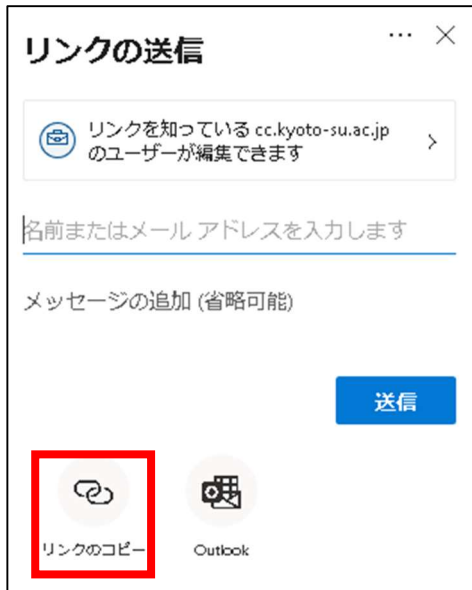 リンクの送信
リンクを知っている cc.kyoto-su.ac.jp
のユーザーが編集できます
名前またはメール アドレスを入力します
メッセージの追加 (省略可能)
送信
リンクのコピー
Outlook